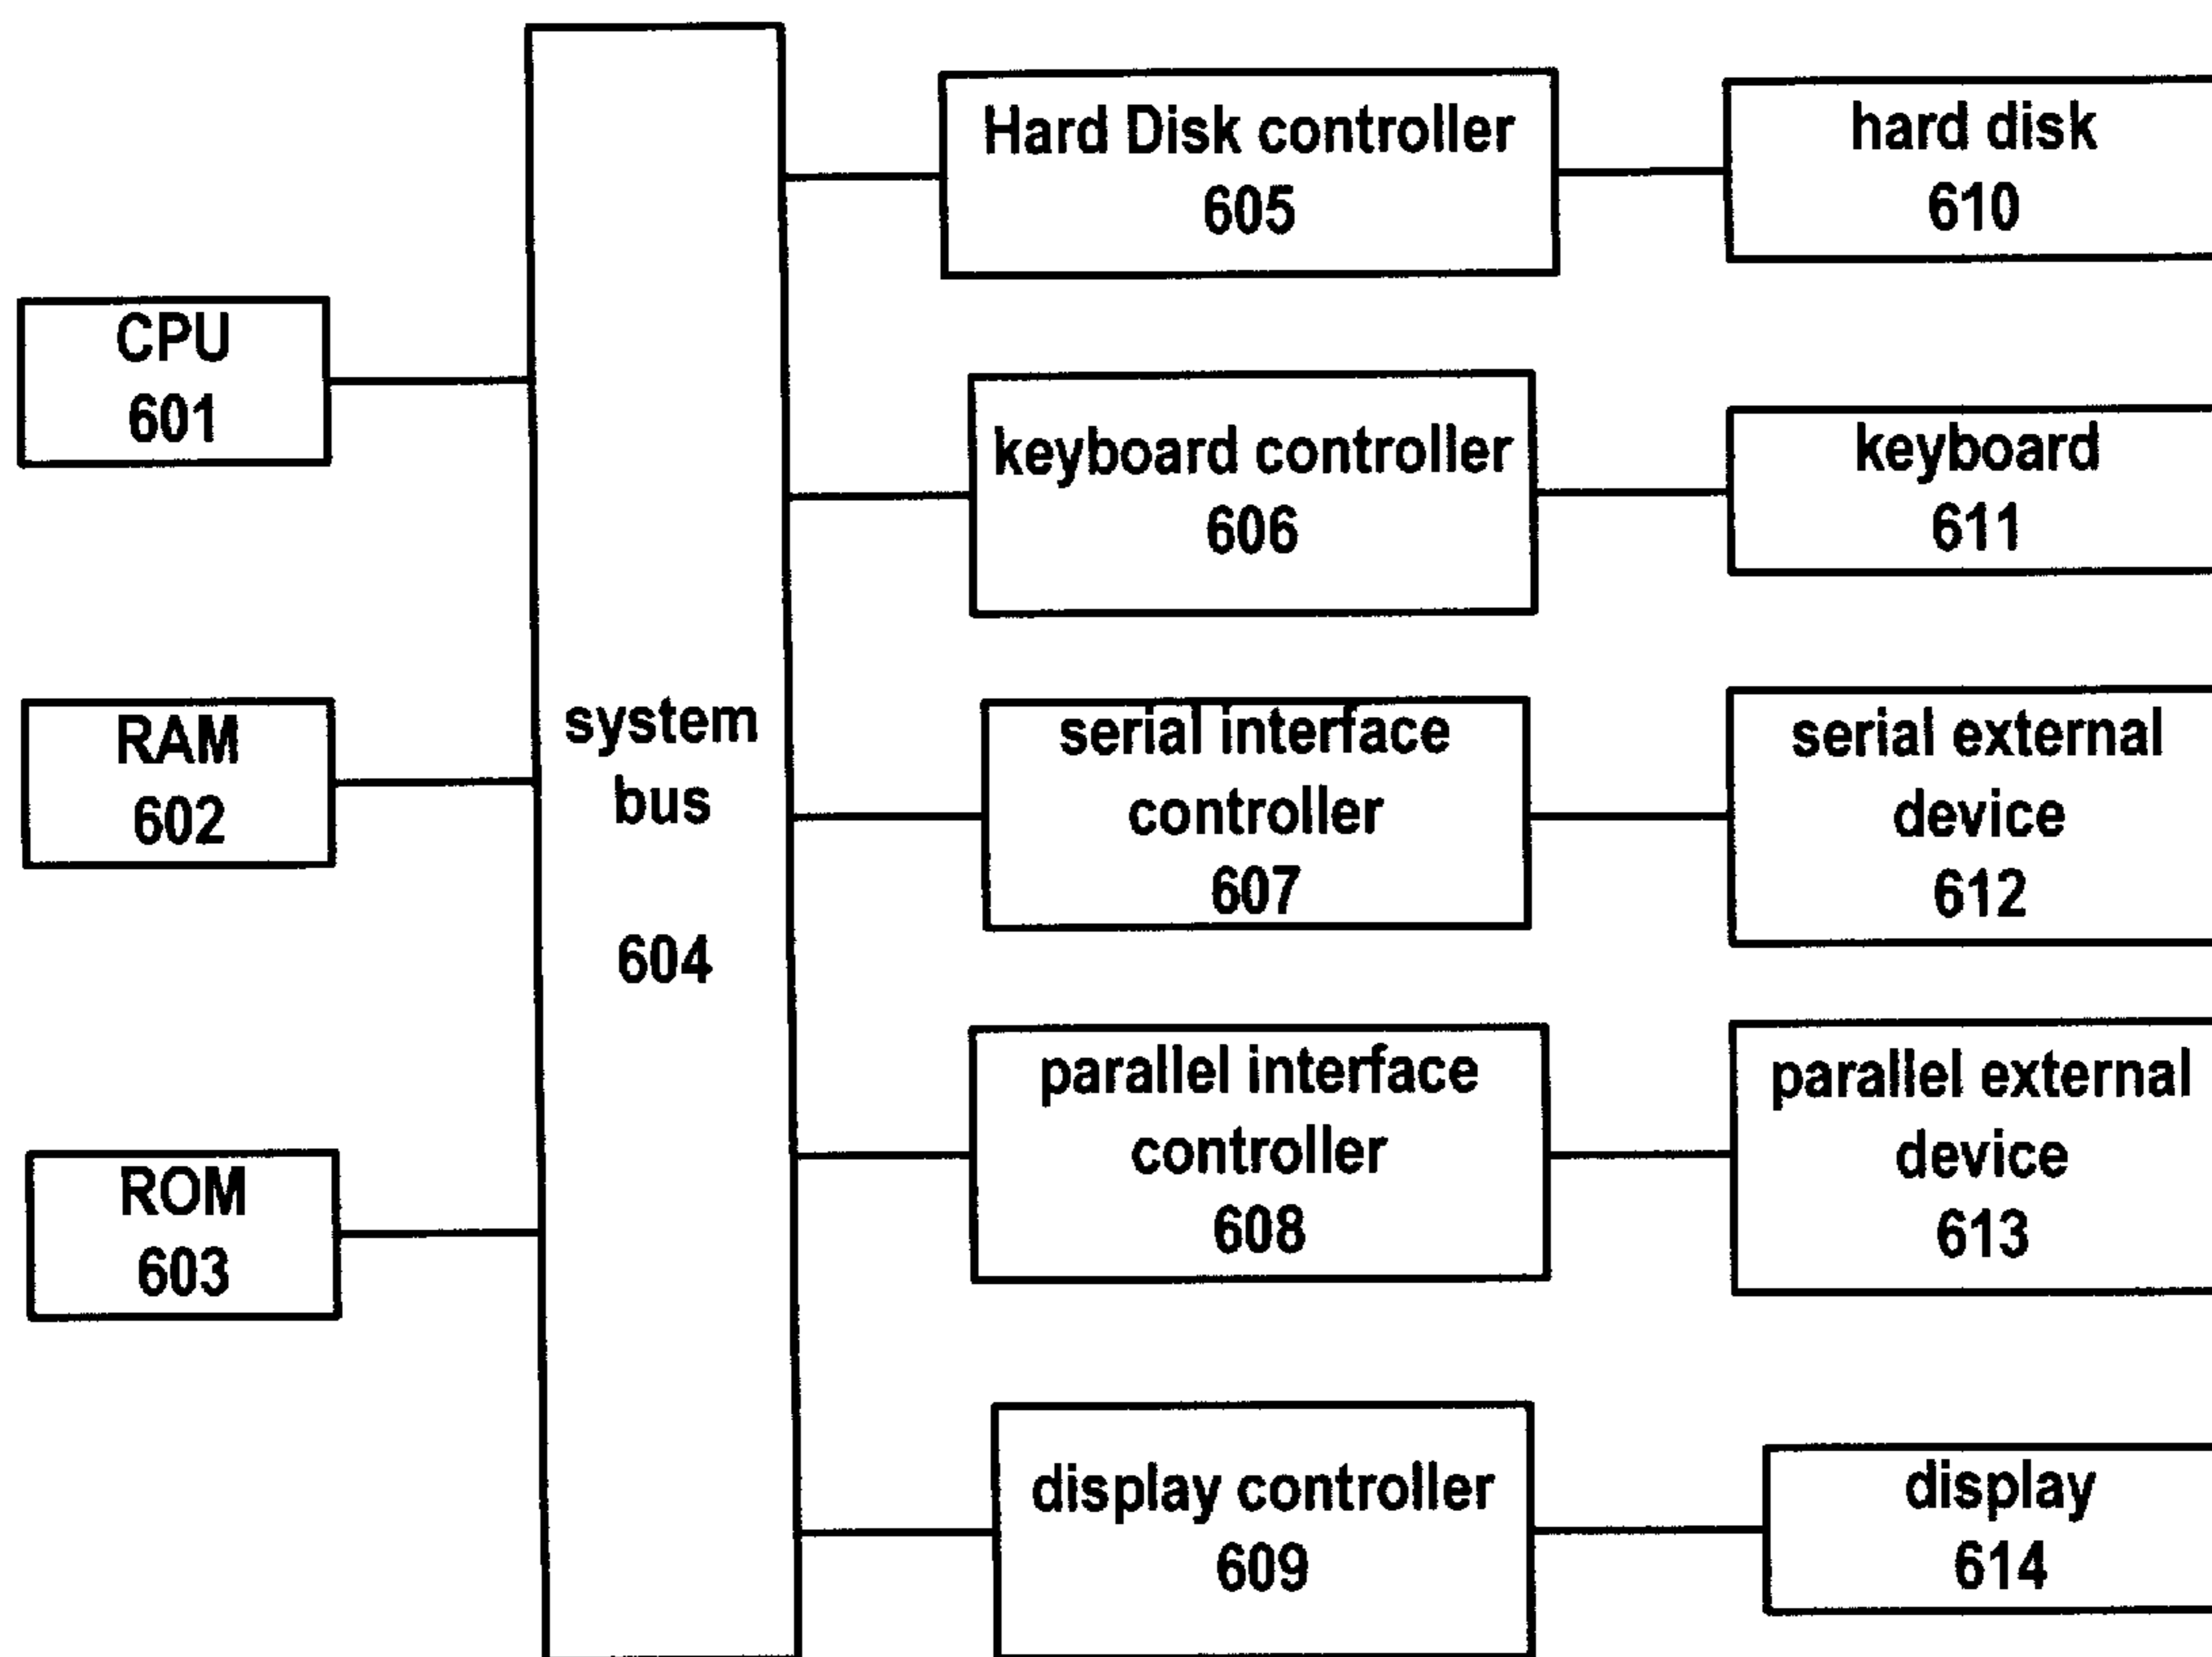 Hard Disk controller
605
hard disk
610
CPU
601
keyboard controller
606
keyboard
611
RAM
602
system
bus
604
serial interface
controller
607
serial external
device
612
parallel interface
controller
608
parallel external
device
613
ROM
603
display controller
609
display
614